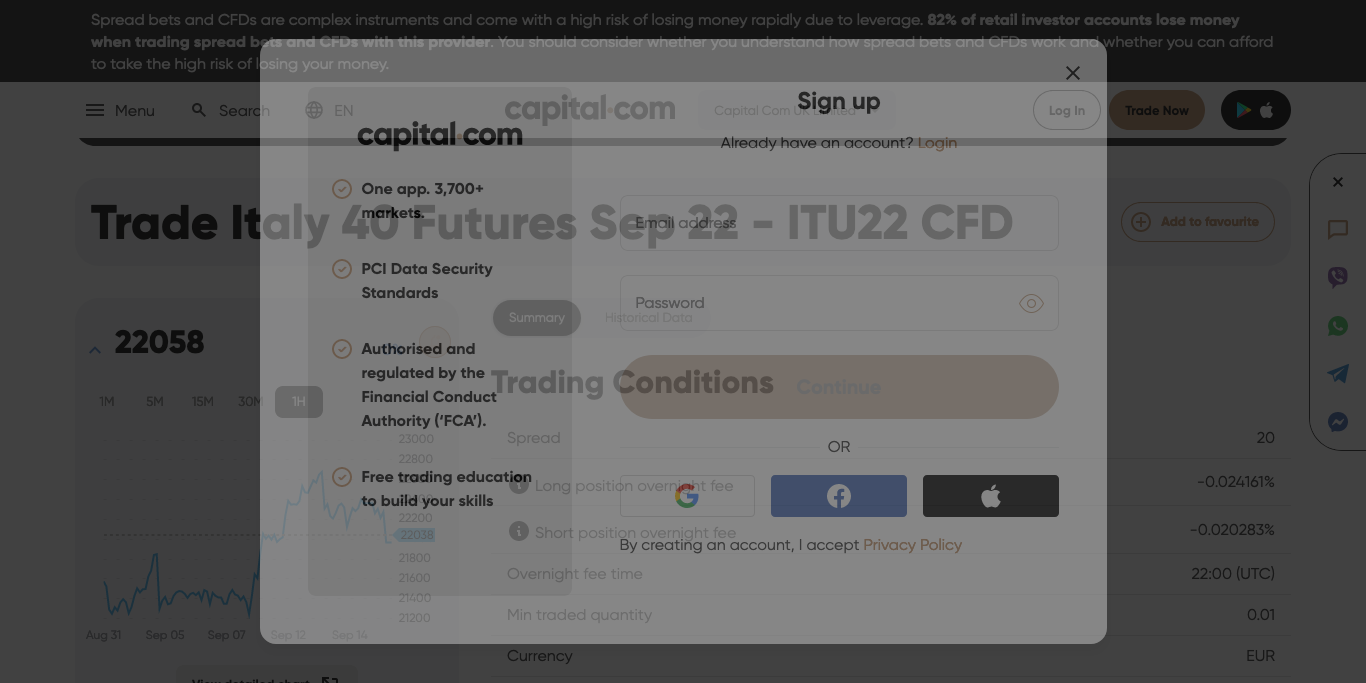 Spread bets and CFDs are complex instruments and come with a high risk of losing money rapidly due to leverage. 82% of retail investor accounts lose money
when trading spread bets and CFDs with this provider. You should consider whether you understand how spread bets and CFDs work and whether you can afford
to take the high risk of losing your money.
Menu
Search
EN
capital.com
Capital Com UK Limited
Log In
Trade Now
Sign up
Already have an account? Login
capital.com
One app. 3,700+
markets.
PCI Data Security
Standards
Authorised and
regulated by the
Financial Conduct
Authority (‘FCA’).
Free trading education
to build your skills
Email address
Password
Continue
OR
By creating an account, I accept Privacy Policy
Trade Italy 40 Futures Sep 22 - ITU22 CFD
Add to favourite
22058
1M
5M
15M
30M
1H
23000
22800
22200
22038
21800
21600
21400
21200
Aug 31
Sep 05
Sep 07
Sep 12
Sep 14
View detailed chart
Summary
Historical Data
Trading Conditions
Spread
20
Long position overnight fee
-0.024161%
Short position overnight fee
-0.020283%
Overnight fee time
22:00 (UTC)
Min traded quantity
0.01
Currency
EUR